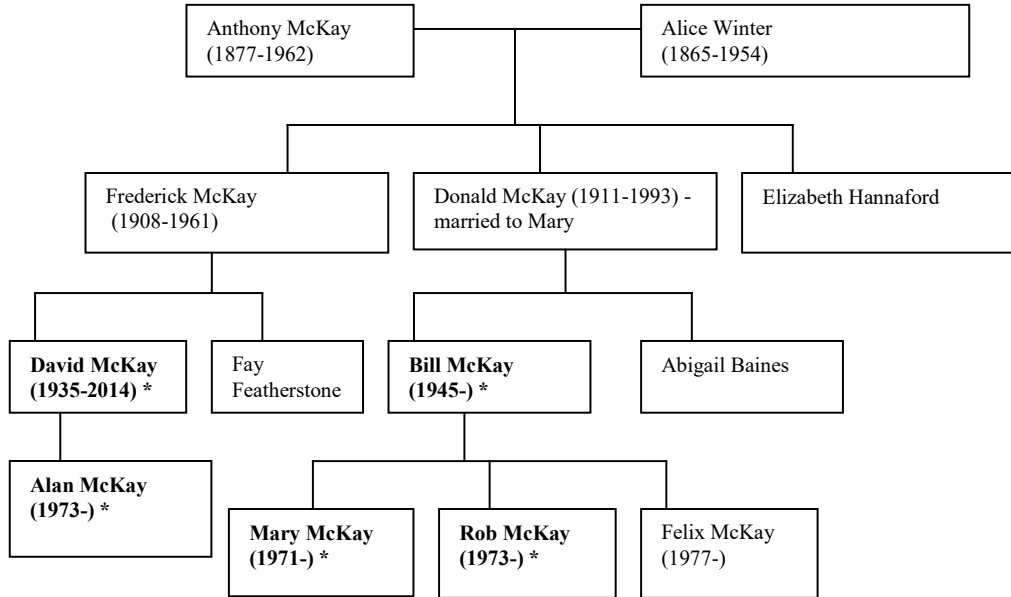 Anthony McKay
(1877-1962)
Alice Winter
(1865-1954)
Frederick McKay
(1908-1961)
Donald McKay (1911-1993) -
married to Mary
Elizabeth Hannaford
David McKay
(1935-2014) *
Fay
Featherstone
Bill McKay
(1945-) *
Abigail Baines
Alan McKay
(1973-) *
Mary McKay
(1971-) *
Rob McKay
(1973-) *
Felix McKay
(1977-)